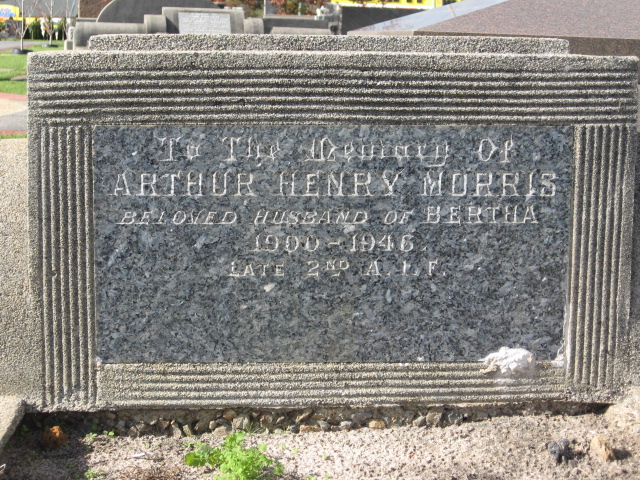 To The Memory Of
ARTHUR HENRY MORRIS
BELOVED HUSBAND OF BERTHA
1900 - 1946.
LATE 2ND A. I. F.